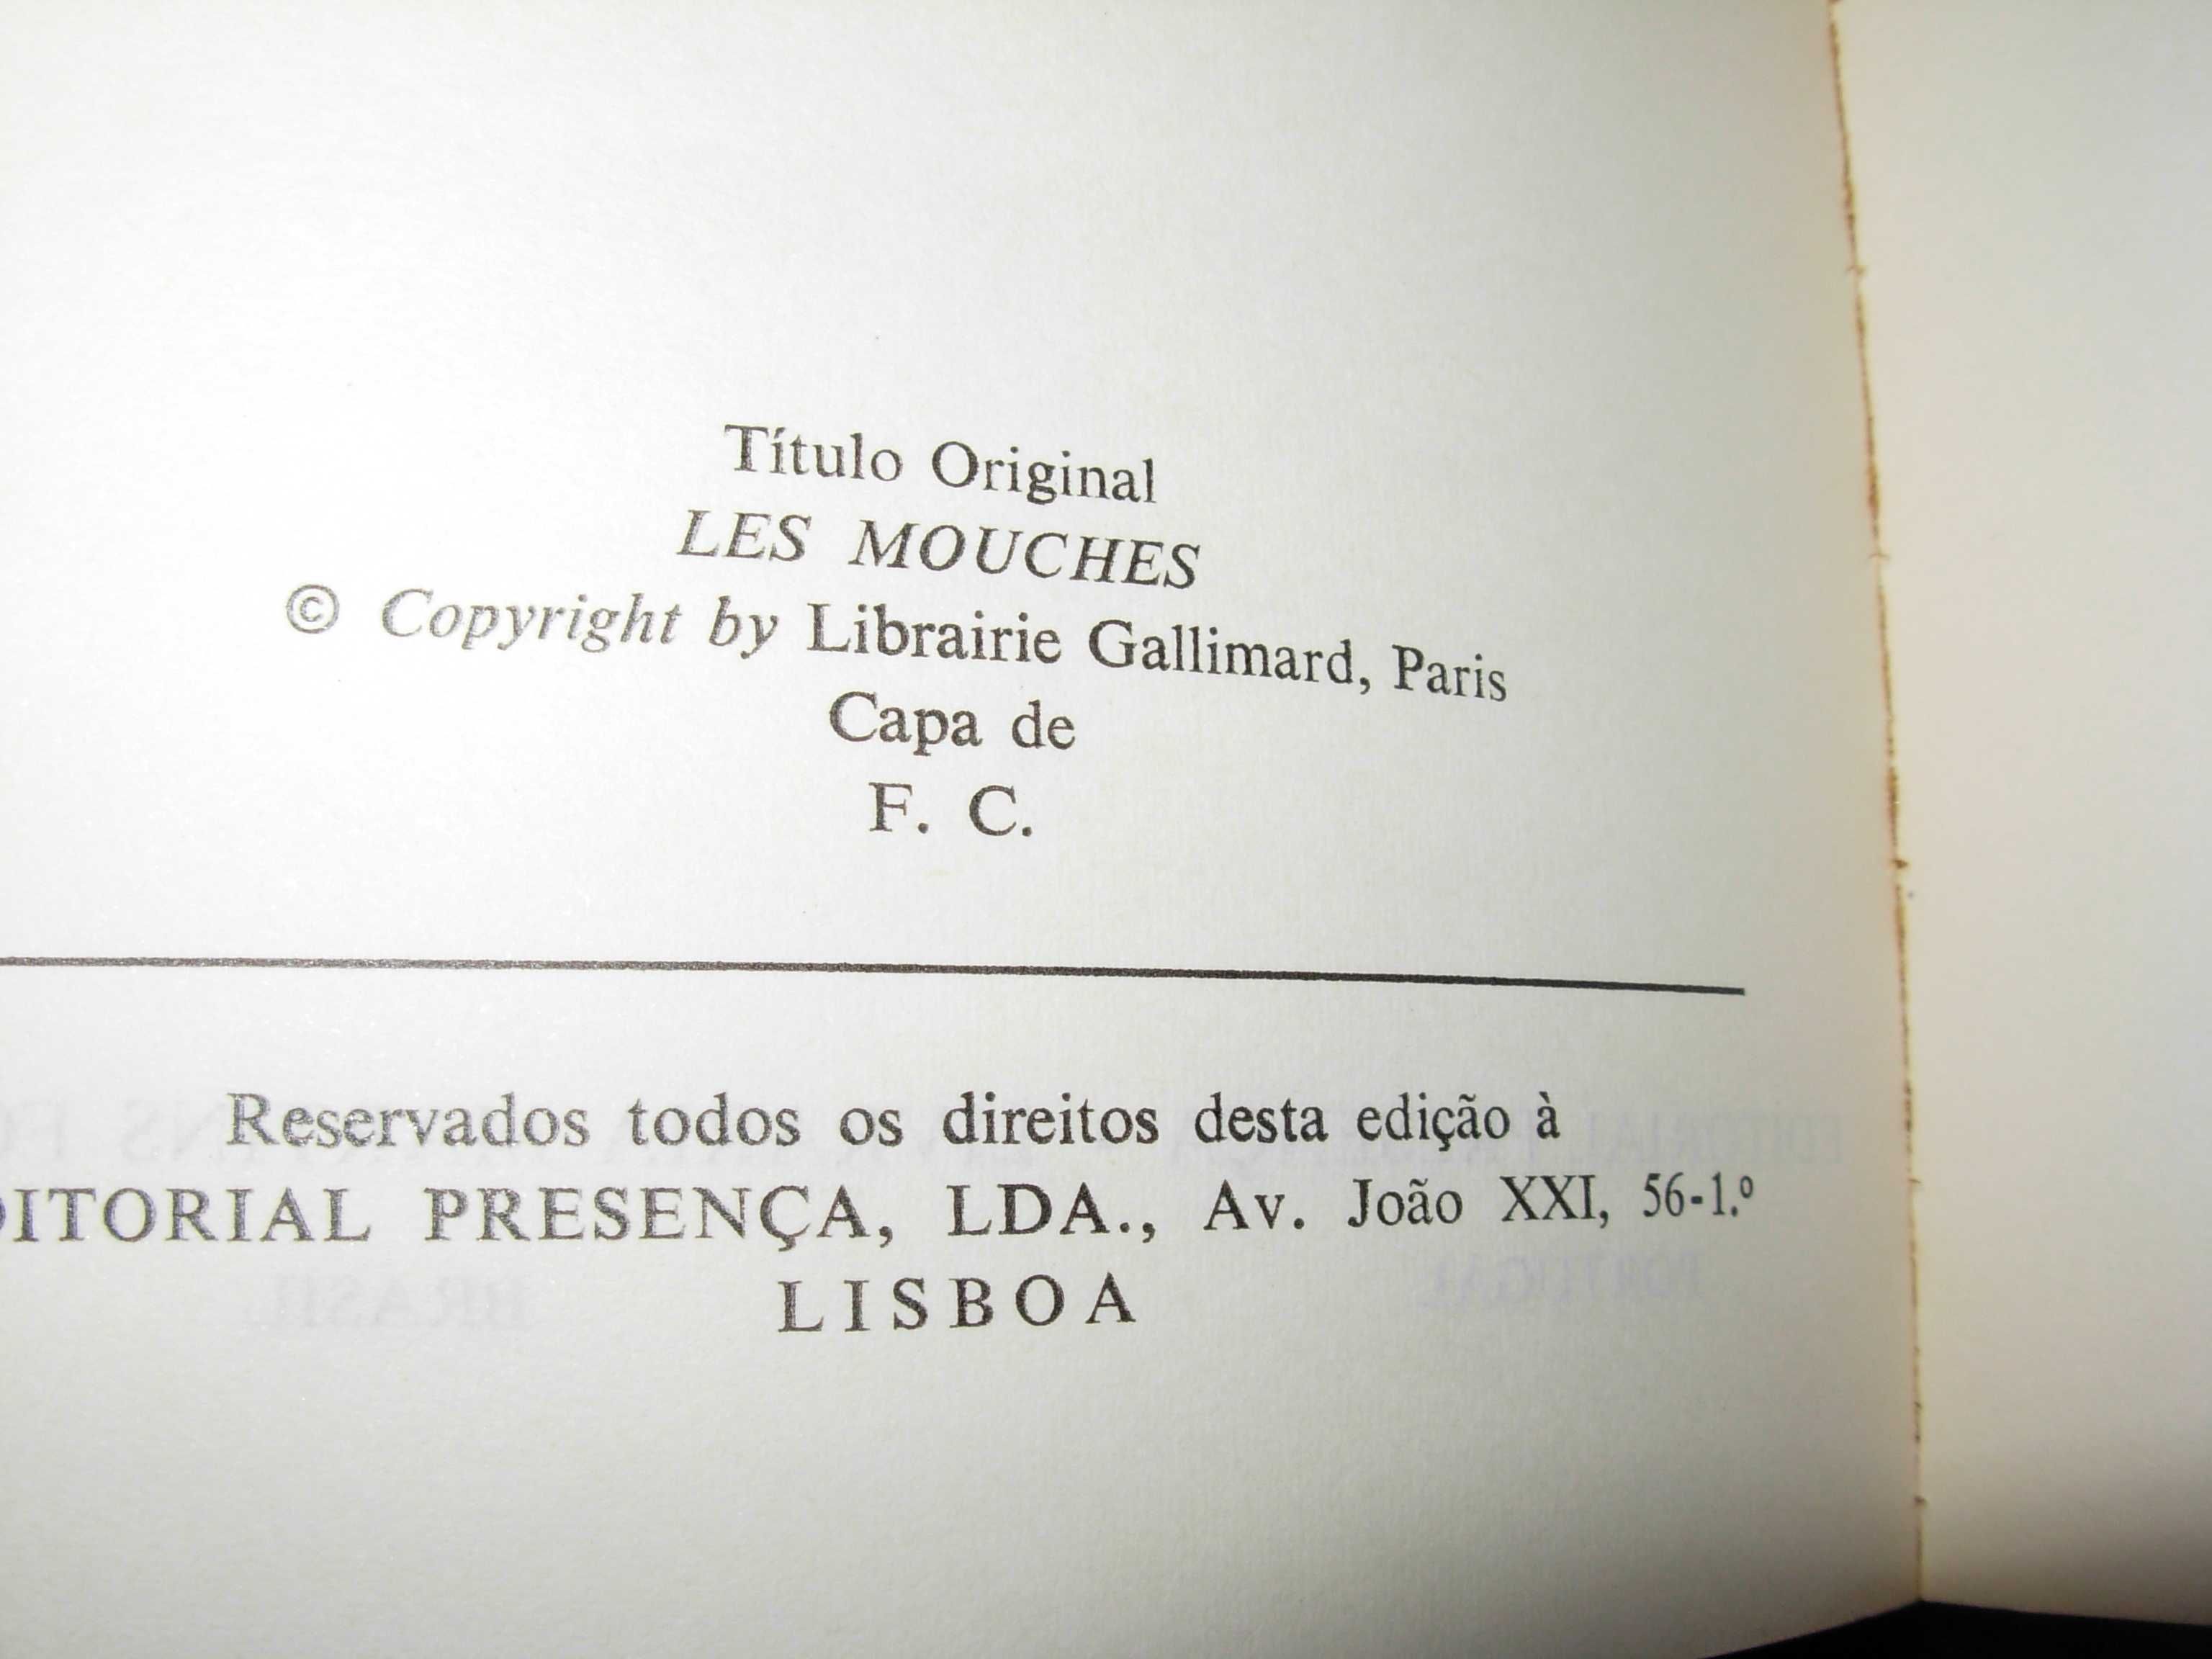 Título Original
LES MOUCHES
© Copyright by Librairie Gallimard, Paris
Capa de
F. C.
Reservados todos os direitos desta edição à
DITORIAL PRESENÇA, LDA., Av. João XXI, 56-1.º
LISBOA